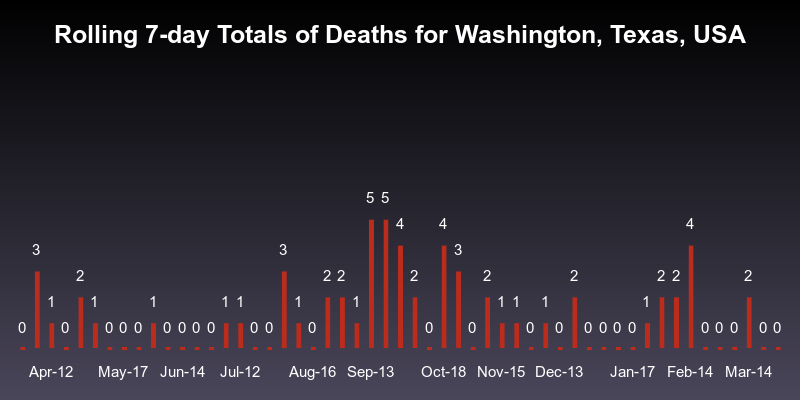 Rolling 7-day Totals of Deaths for Washington, Texas, USA
0 3 1 0 2 1 0 0 0 1 0 0 0 0 1 1 0 0 3 1 0 2 2 1 5 5 4 2 0 4 3 0 2 1 1 0 1 0 2 0 0 0 0 1 2 2 4 0 0 0 2 0 0
Apr-12 May-17 Jun-14 Jul-12 Aug-16 Sep-13 Oct-18 Nov-15 Dec-13 Jan-17 Feb-14 Mar-14